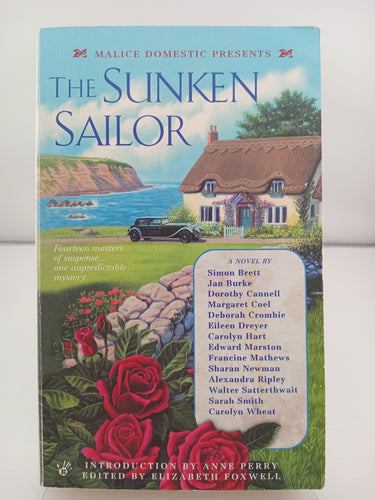 MALICE DOMESTIC PRESENTS
THE SUNKEN
SAILOR
Fourteen masters
of suspense...
one unpredictable
mystery
A NOVEL BY
Simon Brett
Jan Burke
Dorothy Cannell
Margaret Coel
Deborah Crombie
Eileen Dreyer
Carolyn Hart
Edward Marston
Francine Mathews
Sharan Newman
Alexandra Ripley
Walter Satterthwait
Sarah Smith
Carolyn Wheat
INTRODUCTION BY ANNE PERRY
EDITED BY ELIZABETH FOXWELL